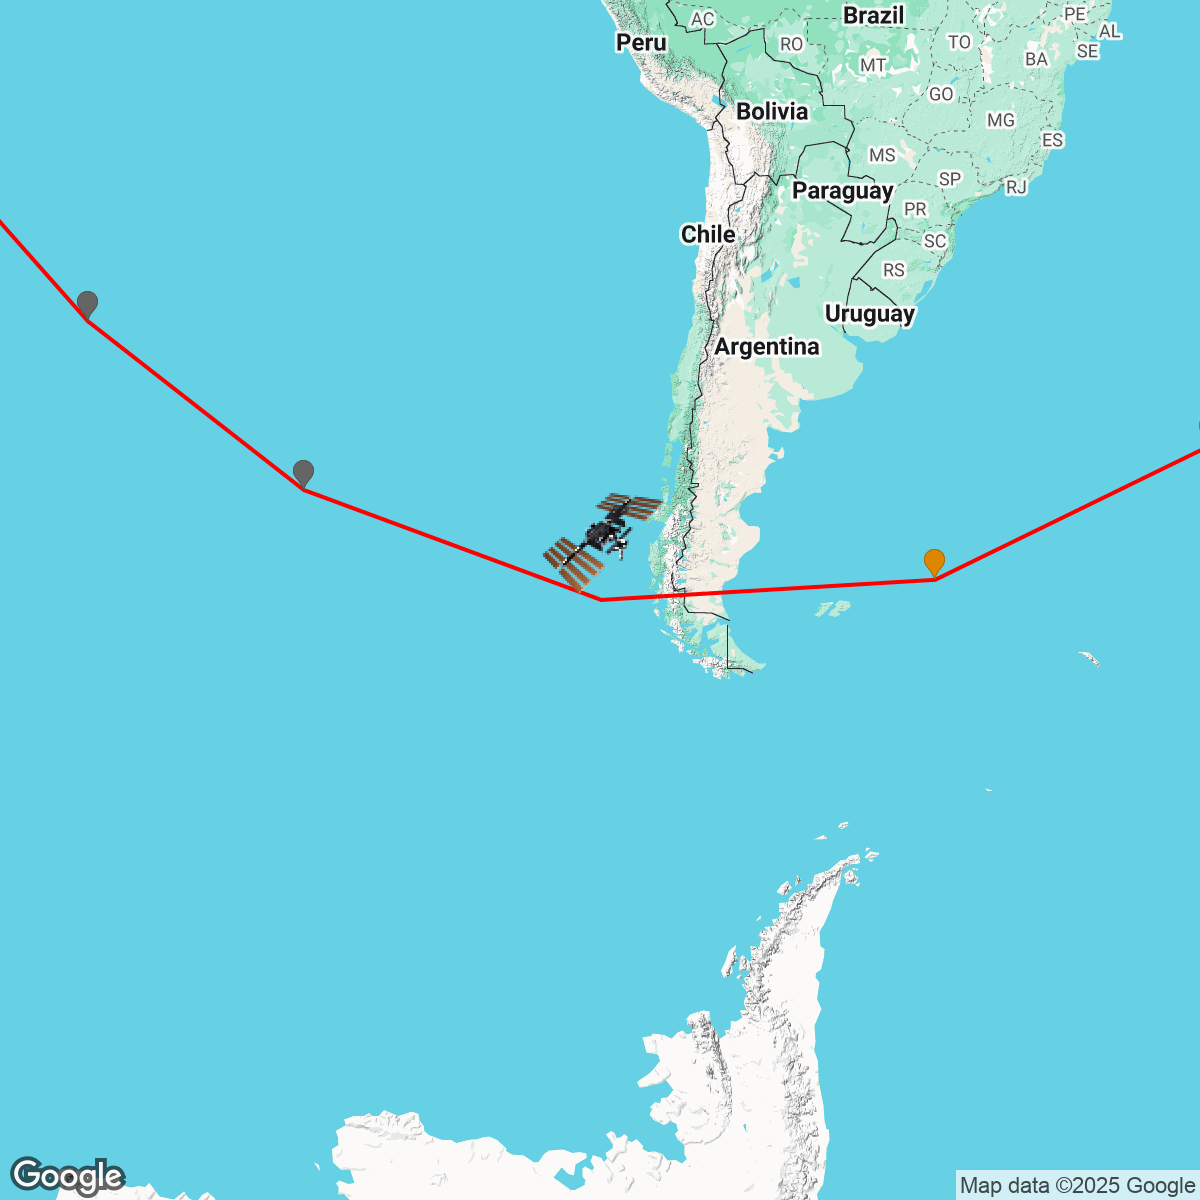 Brazil
PE
AC
AL
Peru
RO
TO
SE
BA
MT
GO
Bolivia
MG
ES
MS
SP
RJ
Paraguay
PR
Chile
SC
RS
Uruguay
Argentina
Google
Map data ©2025 Google